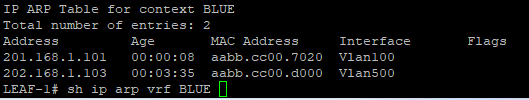 IP ARP Table for context BLUE
Total number of entries: 2
Address         Age       MAC Address     Interface       Flags
201.168.1.101   00:00:08  aabb.cc00.7020  Vlan100
202.168.1.103   00:03:35  aabb.cc00.d000  Vlan500
LEAF-1# sh ip arp vrf BLUE